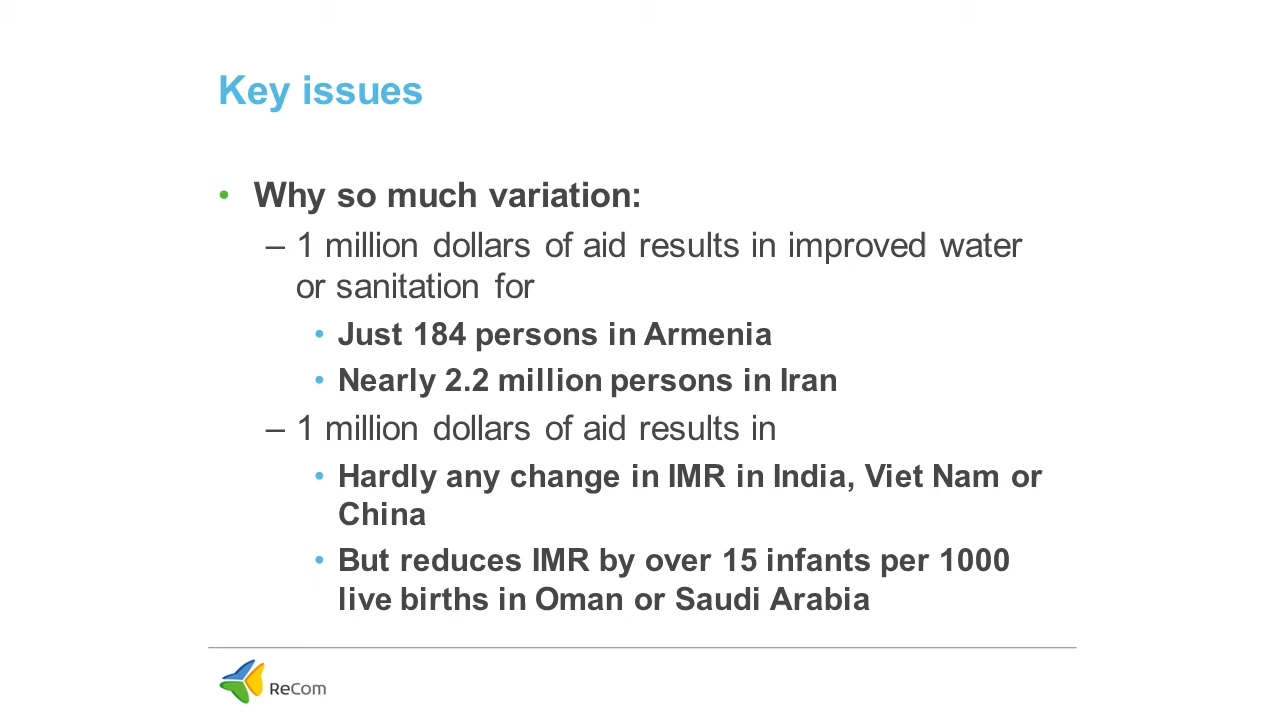 Key issues
• Why so much variation:
– 1 million dollars of aid results in improved water
or sanitation for
• Just 184 persons in Armenia
• Nearly 2.2 million persons in Iran
– 1 million dollars of aid results in
• Hardly any change in IMR in India, Viet Nam or
China
• But reduces IMR by over 15 infants per 1000
live births in Oman or Saudi Arabia
ReCom